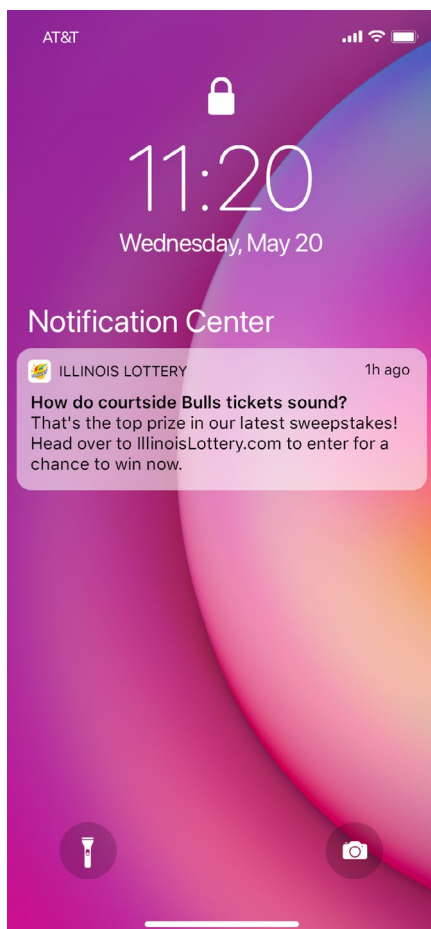 AT&T
11:20
Wednesday, May 20
Notification Center
ILLINOIS LOTTERY 1h ago
How do courtside Bulls tickets sound?
That's the top prize in our latest sweepstakes!
Head over to IllinoisLottery.com to enter for a
chance to win now.